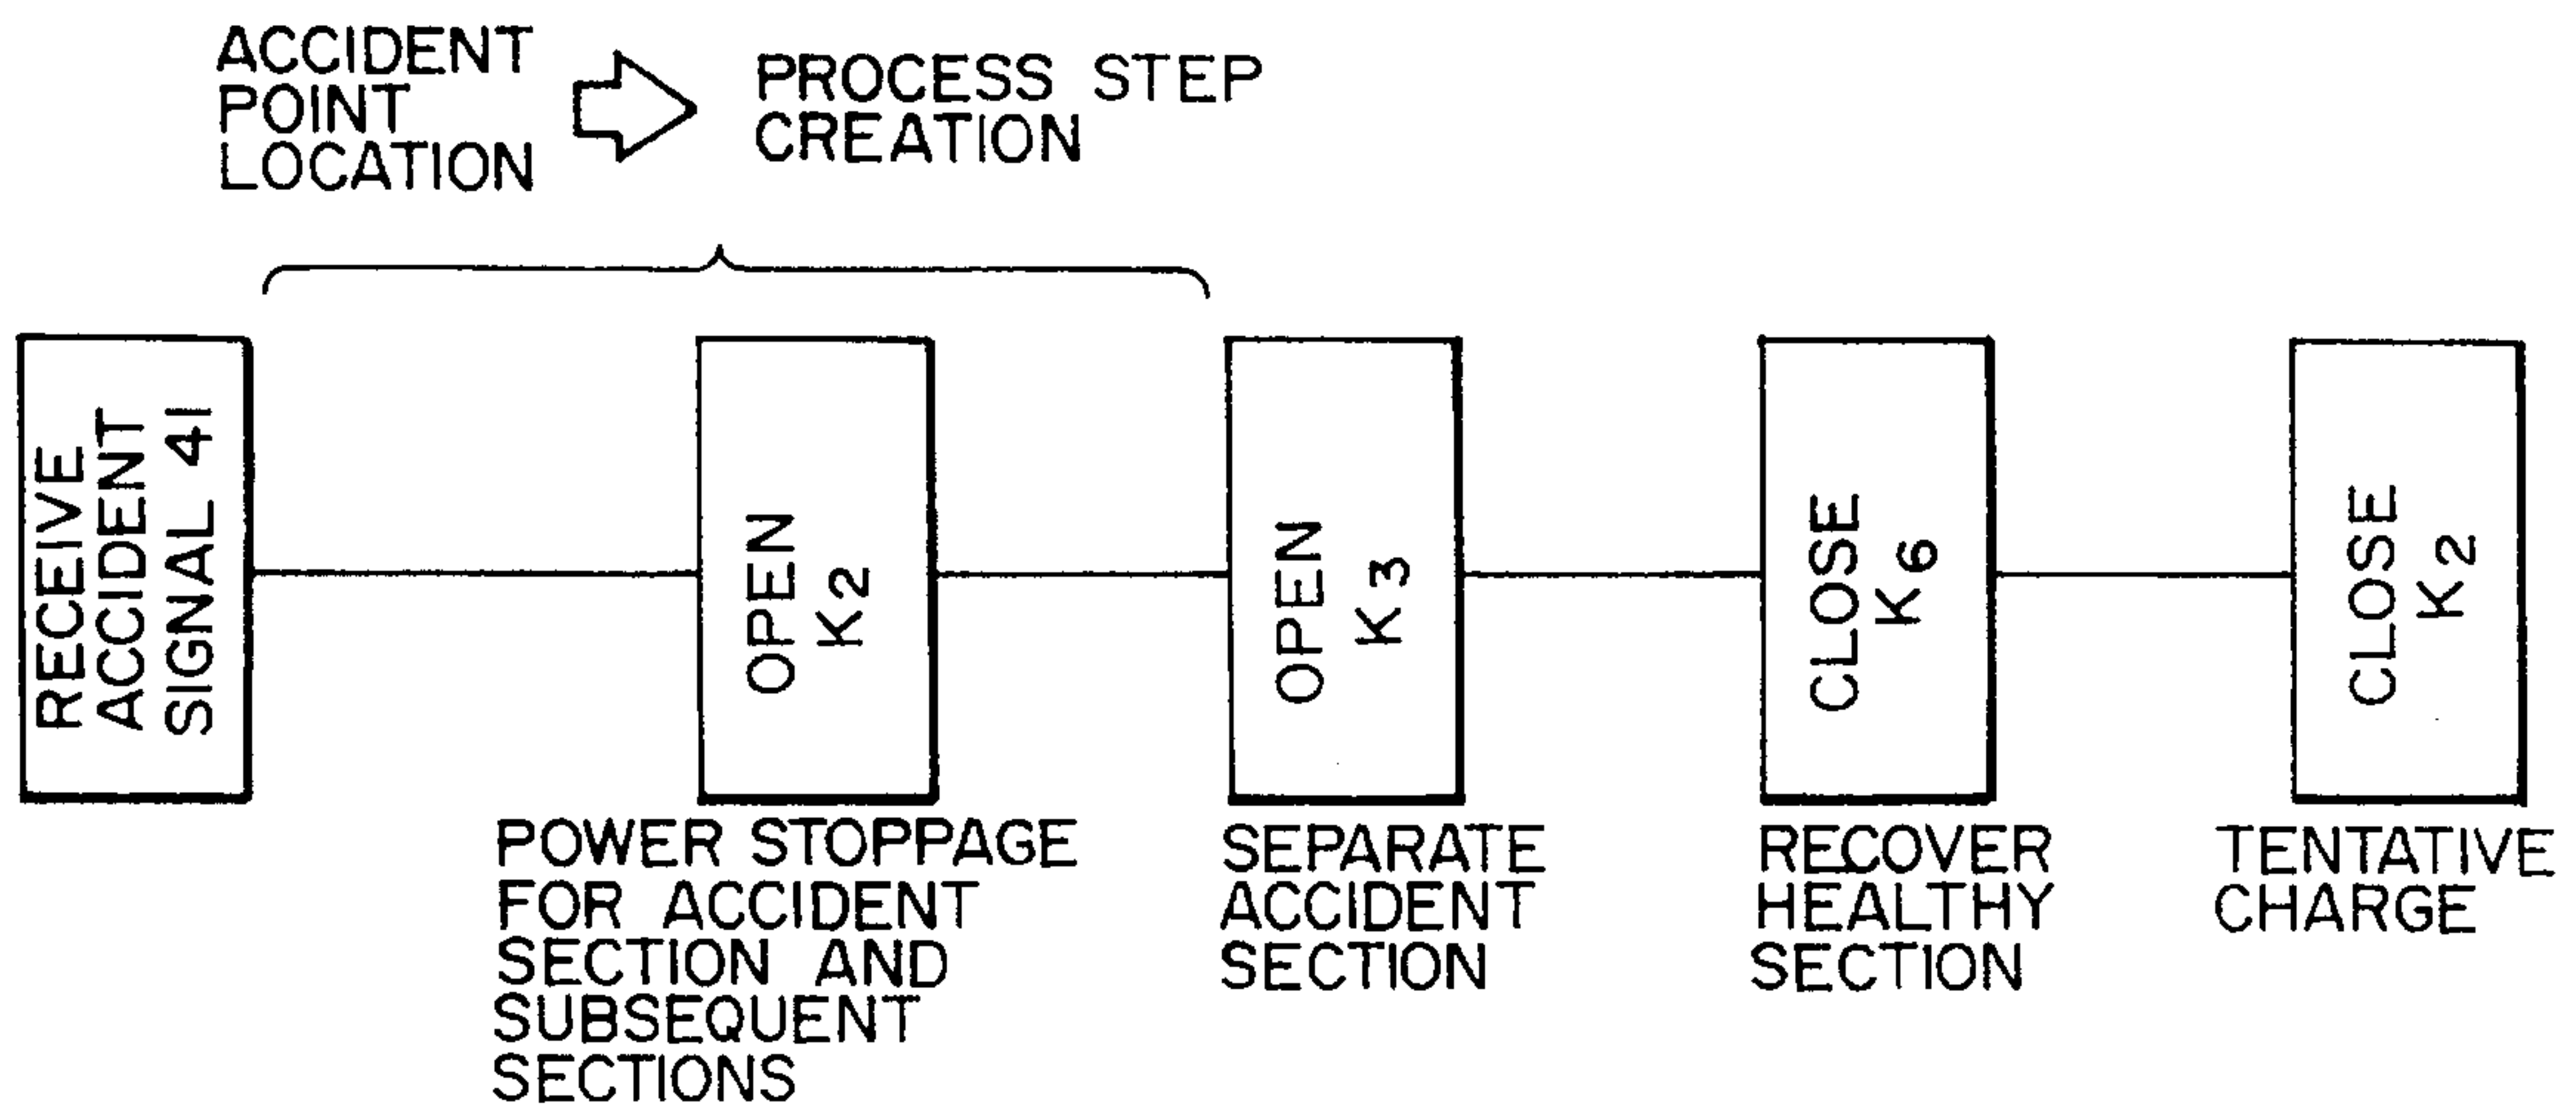 ACCIDENT
POINT
LOCATION
PROCESS STEP
CREATION
RECEIVE
ACCIDENT
SIGNAL 41
OPEN
K2
OPEN
K3
CLOSE
K6
CLOSE
K2
POWER STOPPAGE
FOR ACCIDENT
SECTION AND
SUBSEQUENT
SECTIONS
SEPARATE
ACCIDENT
SECTION
RECOVER
HEALTHY
SECTION
TENTATIVE
CHARGE